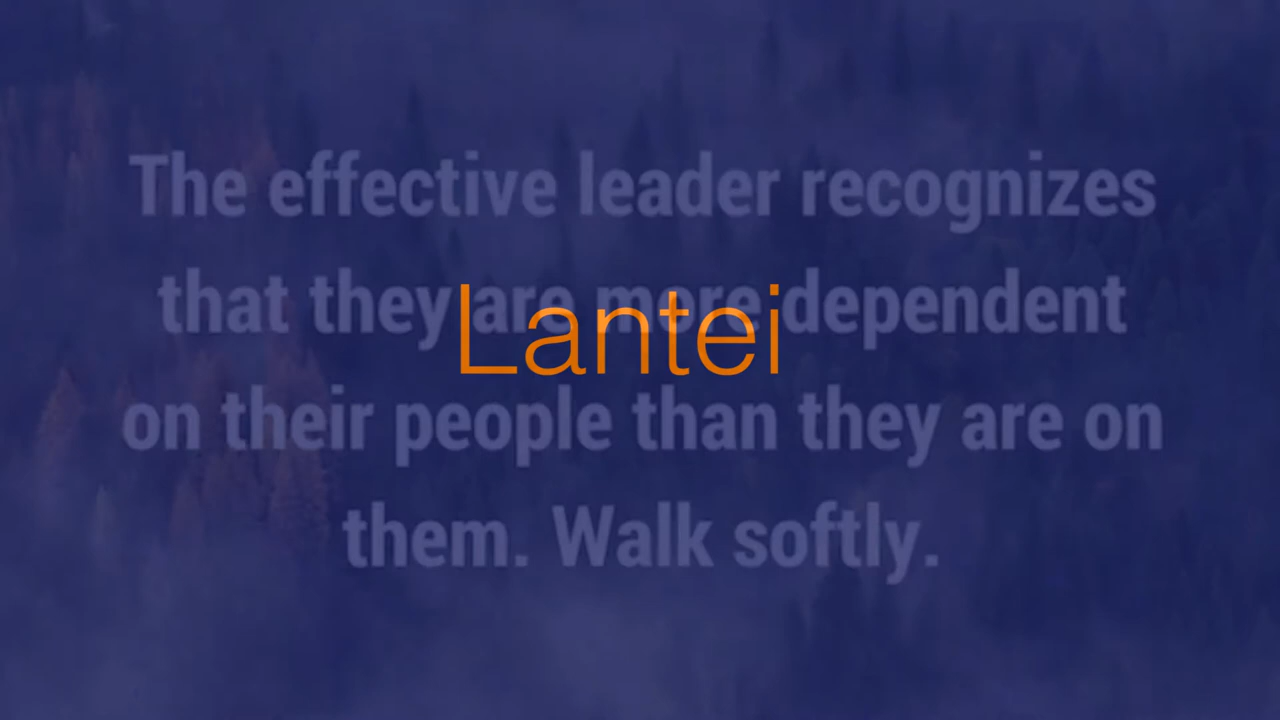 The effective leader recognizes
that they are more dependent
Lantei
on their people than they are on
them. Walk softly.